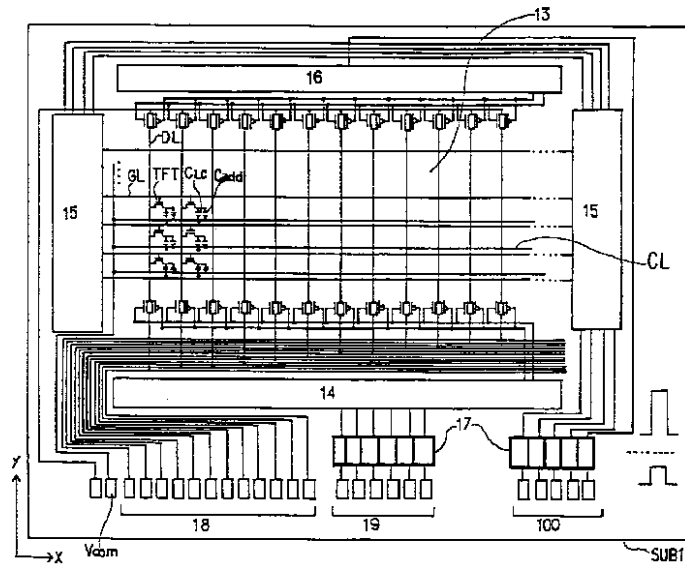 13
16
DL
GL
TFT
CLC
Cadd
15
15
CL
14
17
Y
X
Vcom
18
19
100
SUB1